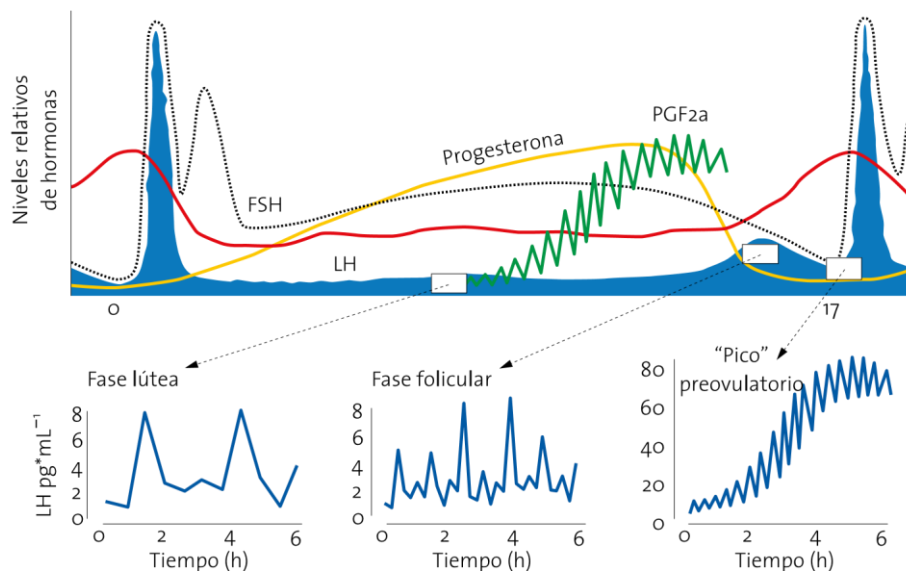 Niveles relativos
de hormonas
PGF2a
Progesterona
FSH
LH
0
17
Fase lútea
Fase folicular
“Pico”
preovulatorio
LH pg*mL⁻¹
8
6
4
2
0
0
2
4
6
Tiempo (h)
8
6
4
2
0
0
2
4
6
Tiempo (h)
80
60
40
20
0
0
2
4
6
Tiempo (h)